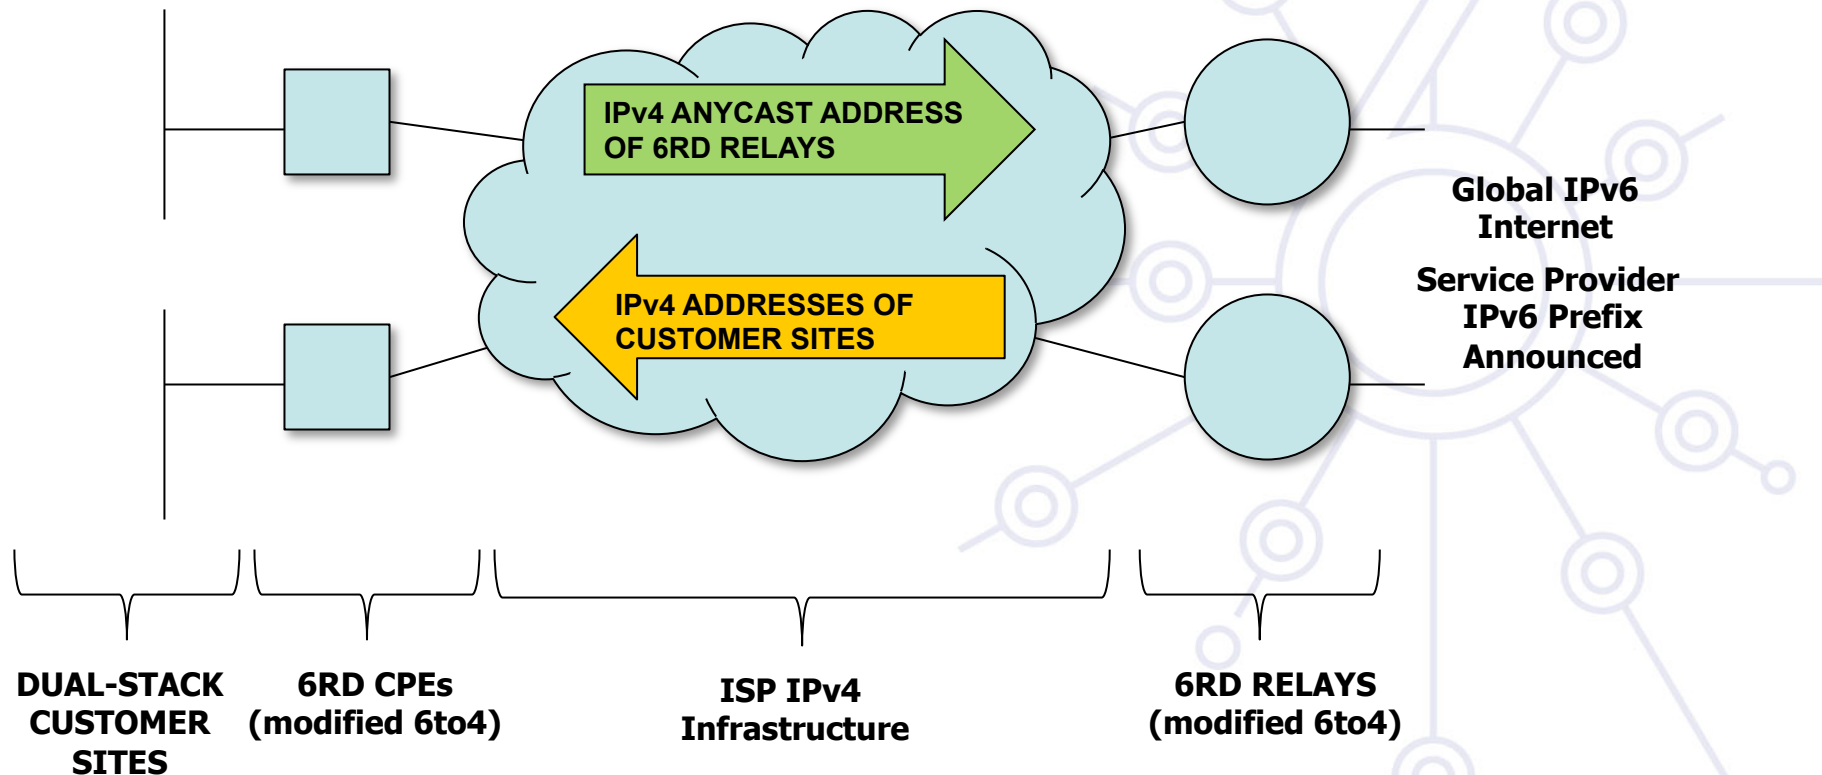 IPv4 ANYCAST ADDRESS
OF 6RD RELAYS
Global IPv6
Internet
Service Provider
IPv6 Prefix
Announced
IPv4 ADDRESSES OF
CUSTOMER SITES
DUAL-STACK
CUSTOMER
SITES
6RD CPEs
(modified 6to4)
ISP IPv4
Infrastructure
6RD RELAYS
(modified 6to4)